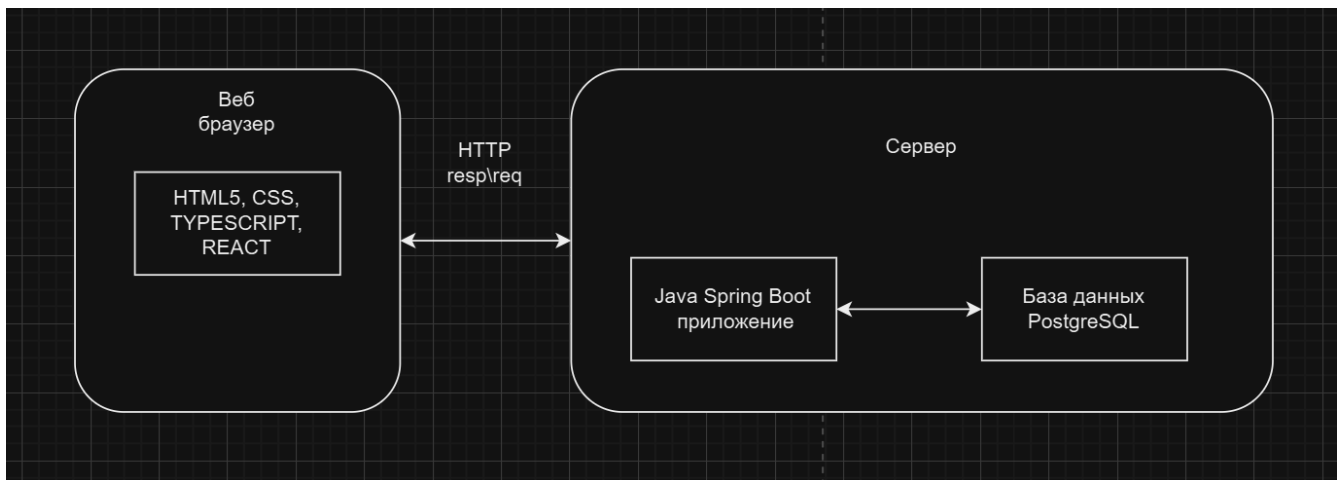 Веб
браузер
HTML5, CSS,
TYPESCRIPT,
REACT
HTTP
resp\req
Сервер
Java Spring Boot
приложение
База данных
PostgreSQL